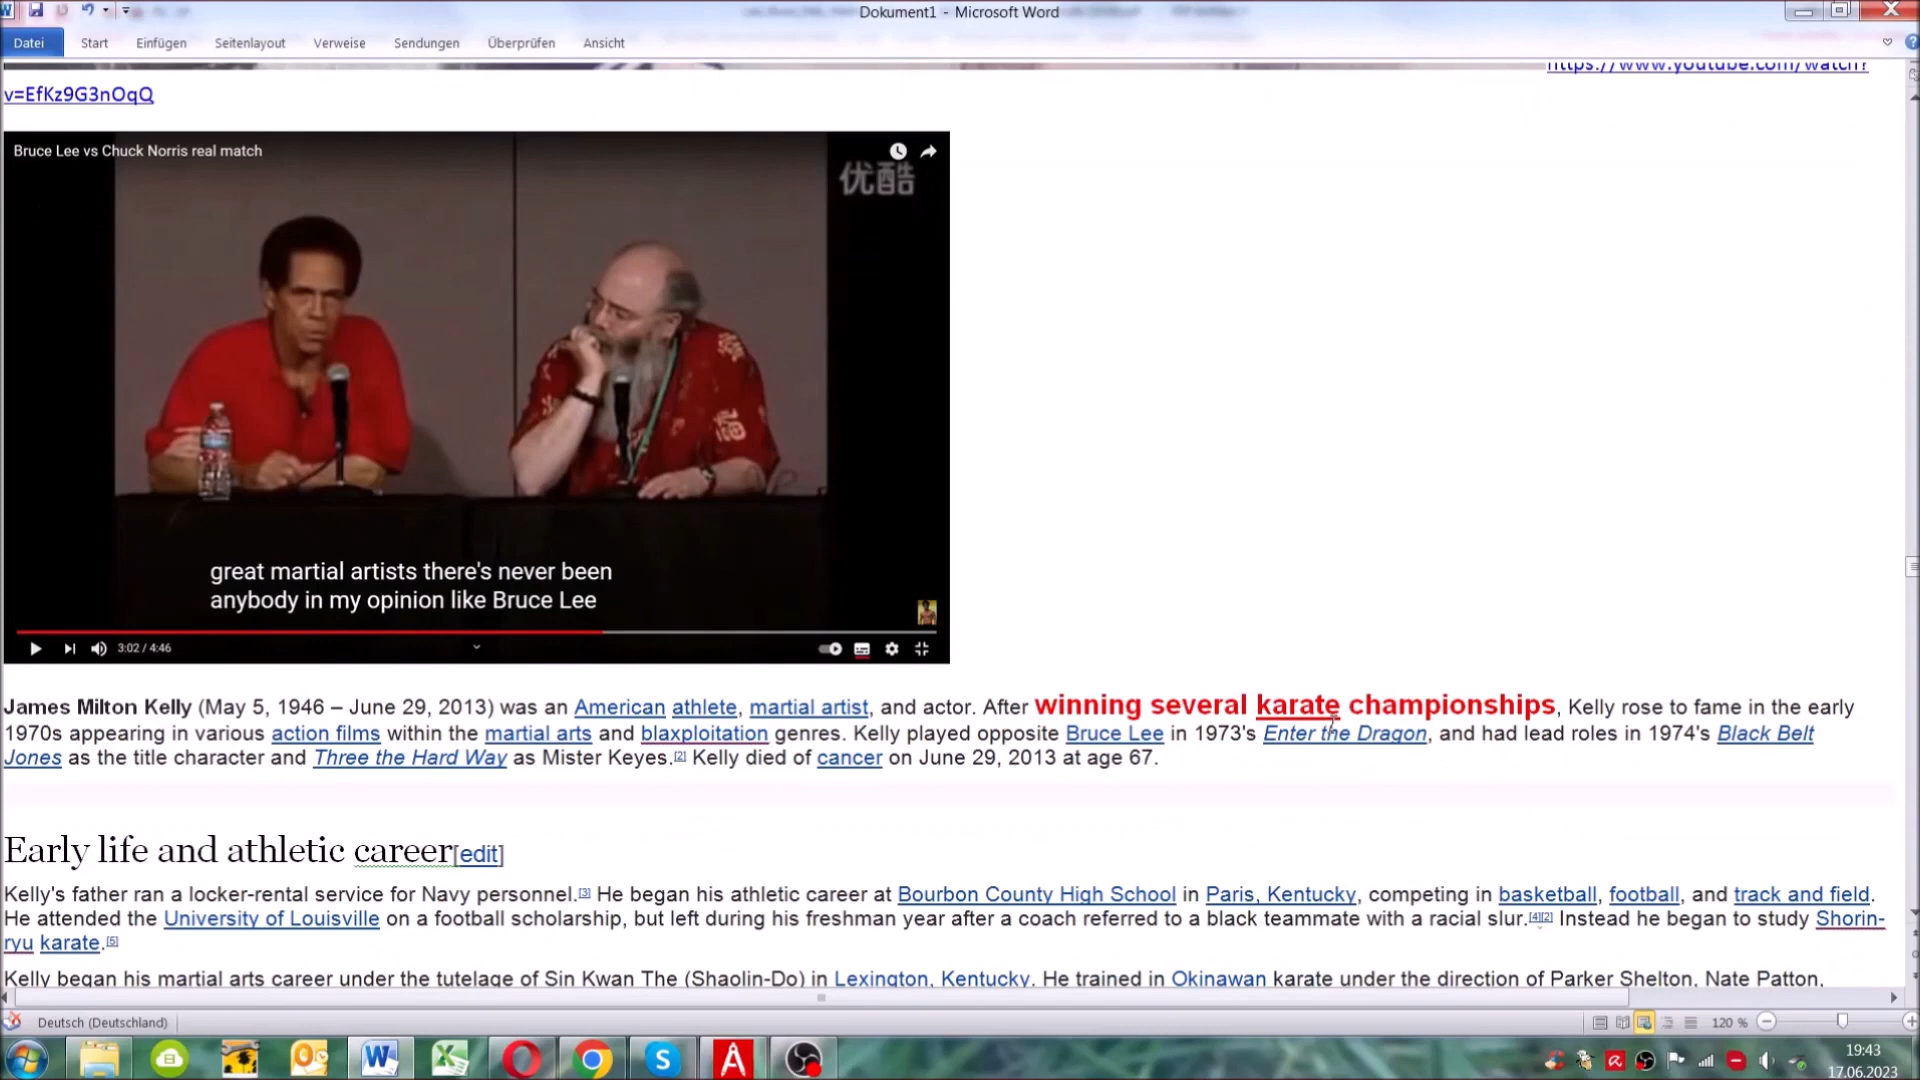 Dokument1 - Microsoft Word
Datei Start Einfügen Seitenlayout Verweise Sendungen Überprüfen Ansicht
https://www.youtube.com/watch?
v=EfKz9G3nOqQ
Bruce Lee vs Chuck Norris real match
优酷
great martial artists there's never been
anybody in my opinion like Bruce Lee
3:02 / 4:46
James Milton Kelly (May 5, 1946 – June 29, 2013) was an American athlete, martial artist, and actor. After winning several karate championships, Kelly rose to fame in the early
1970s appearing in various action films within the martial arts and blaxploitation genres. Kelly played opposite Bruce Lee in 1973's Enter the Dragon, and had lead roles in 1974's Black Belt
Jones as the title character and Three the Hard Way as Mister Keyes.[2] Kelly died of cancer on June 29, 2013 at age 67.
Early life and athletic career[edit]
Kelly's father ran a locker-rental service for Navy personnel.[3] He began his athletic career at Bourbon County High School in Paris, Kentucky, competing in basketball, football, and track and field.
He attended the University of Louisville on a football scholarship, but left during his freshman year after a coach referred to a black teammate with a racial slur.[4][2] Instead he began to study Shorin-
ryu karate.[5]
Kelly began his martial arts career under the tutelage of Sin Kwan The (Shaolin-Do) in Lexington, Kentucky. He trained in Okinawan karate under the direction of Parker Shelton, Nate Patton,
Deutsch (Deutschland)
120 %
19:43
17.06.2023